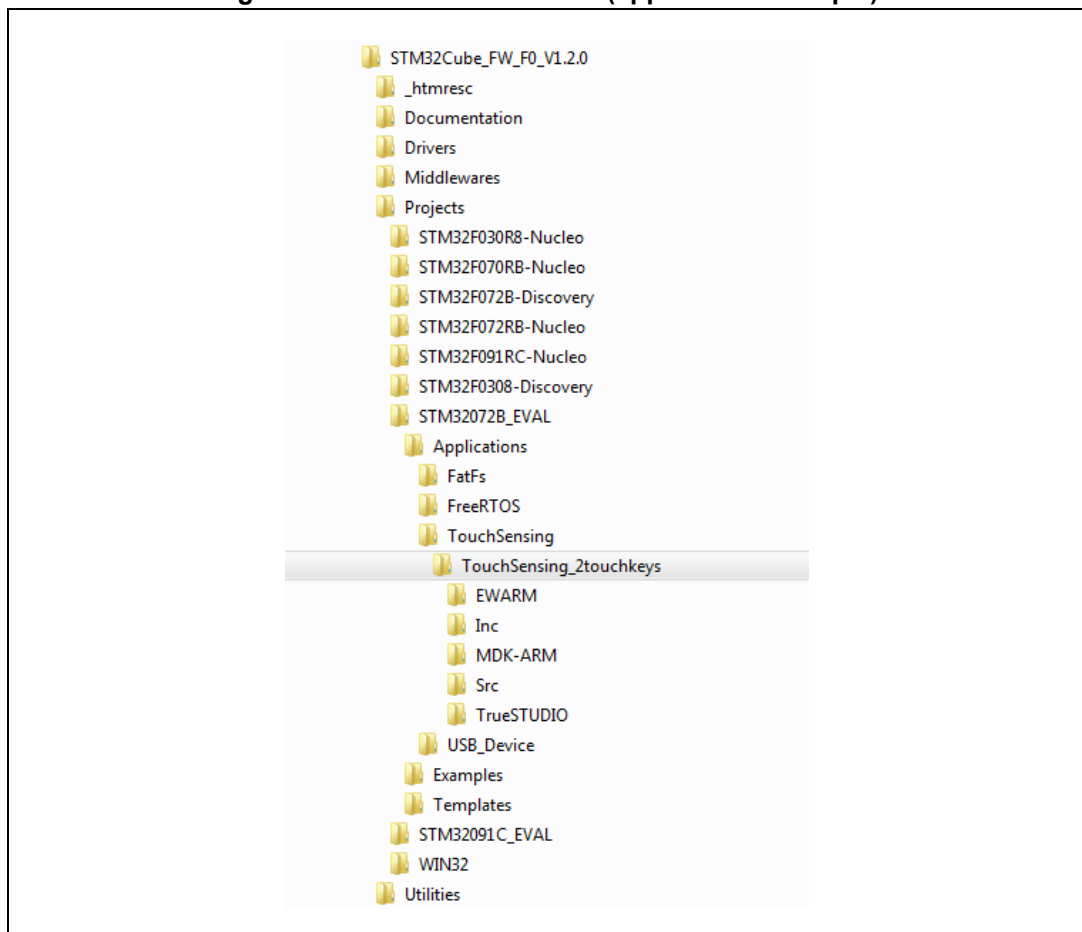 STM32Cube_FW_F0_V1.2.0
_htmresc
Documentation
Drivers
Middlewares
Projects
STM32F030R8-Nucleo
STM32F070RB-Nucleo
STM32F072B-Discovery
STM32F072RB-Nucleo
STM32F091RC-Nucleo
STM32F0308-Discovery
STM32072B_EVAL
Applications
FatFs
FreeRTOS
TouchSensing
TouchSensing_2touchkeys
EWARM
Inc
MDK-ARM
Src
TrueSTUDIO
USB_Device
Examples
Templates
STM32091C_EVAL
WIN32
Utilities